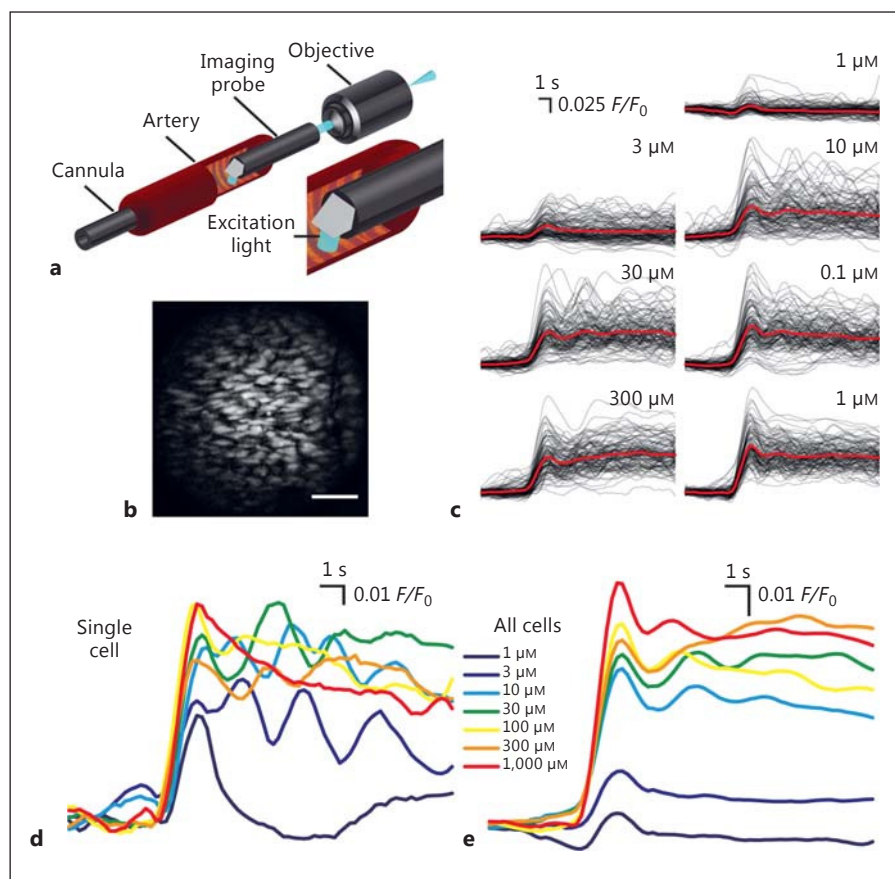 Objective
Imaging
probe
Artery
Cannula
Excitation
light
a
b
1 s
0.025 F/F0
1 µM
3 µM
10 µM
30 µM
0.1 µM
300 µM
1 µM
c
Single
cell
1 s
0.01 F/F0
d
All cells
1 µM
3 µM
10 µM
30 µM
100 µM
300 µM
1,000 µM
1 s
0.01 F/F0
e